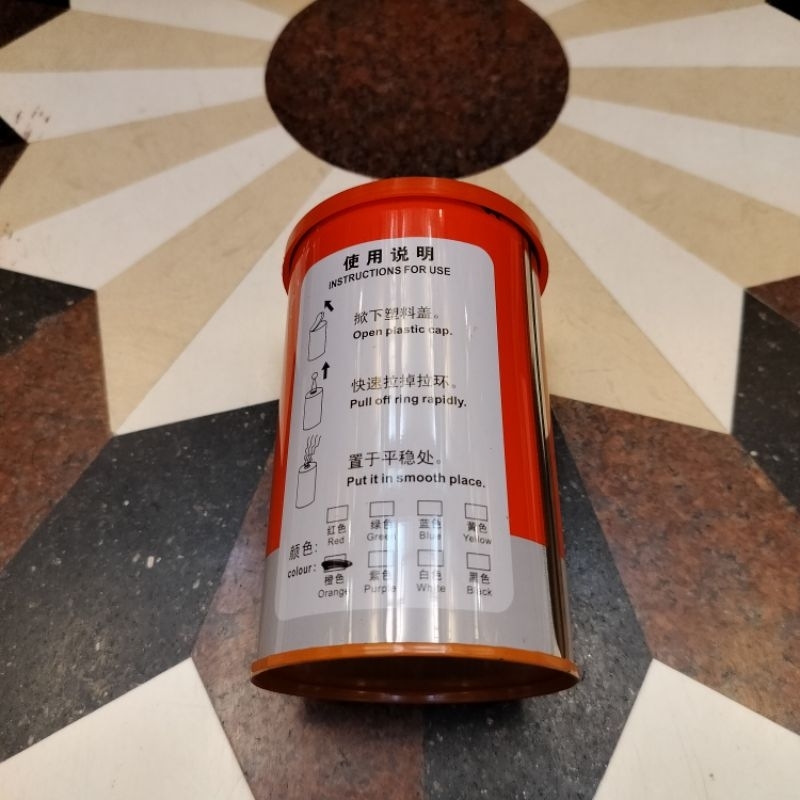 使用说明
INSTRUCTIONS FOR USE
掀下塑料盖。
Open plastic cap.
快速拉掉拉环。
Pull off ring rapidly.
置于平稳处。
Put it in smooth place.
颜色:
colour:
红色 绿色 蓝色 黄色
Red Green Blue Yellow
橙色 紫色 白色 黑色
Orange Purple White Black